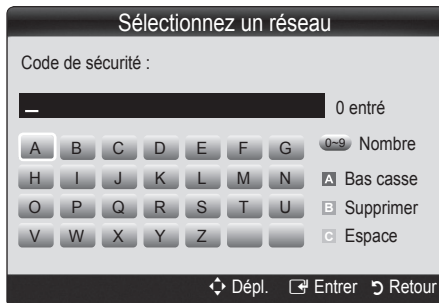 Sélectionnez un réseau
Code de sécurité :
_ 0 entré
A B C D E F G 0~9 Nombre
H I J K L M N A Bas casse
O P Q R S T U B Supprimer
V W X Y Z C Espace
Dépl. Entrer Retour